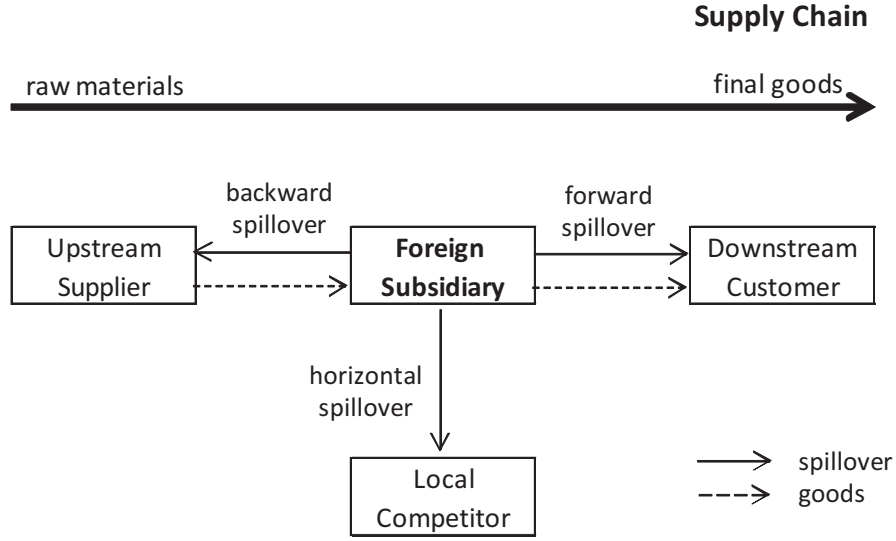 Supply Chain
raw materials
final goods
backward
spillover
forward
spillover
Upstream
Supplier
Foreign
Subsidiary
Downstream
Customer
horizontal
spillover
Local
Competitor
spillover
goods